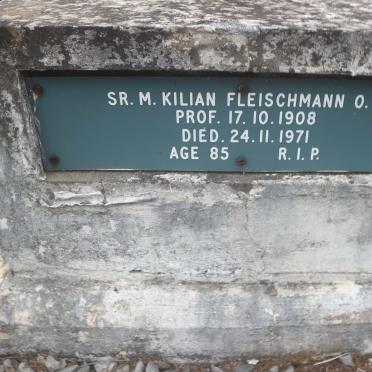 SR. M. KILIAN FLEISCHMANN O.
PROF. 17.10.1908
DIED. 24.11.1971
AGE 85 R.I.P.